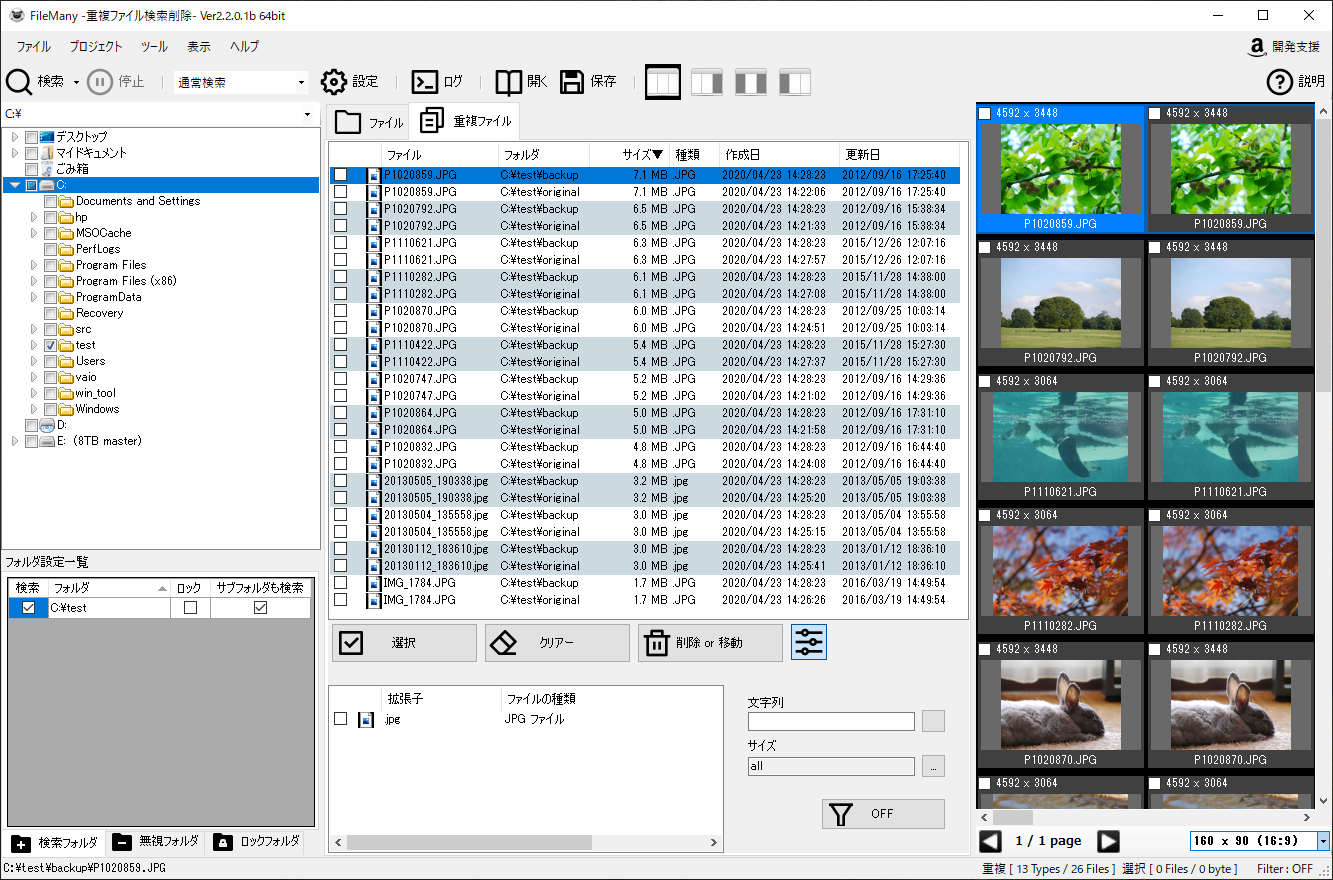 FileMany -重複ファイル検索削除- Ver2.2.0.1b 64bit
ファイル プロジェクト ツール 表示 ヘルプ
a 開発支援
検索 停止 通常検索 設定 ログ 開く 保存 説明
C:¥
デスクトップ
マイドキュメント
ごみ箱
C:
Documents and Settings
hp
MSOCache
PerfLogs
Program Files
Program Files (x86)
ProgramData
Recovery
src
test
Users
vaio
win_tool
Windows
D:
E: (8TB master)
フォルダ設定一覧
検索 フォルダ ロック サブフォルダも検索
C:¥test
検索フォルダ 無視フォルダ ロックフォルダ
ファイル 重複ファイル
ファイル フォルダ サイズ▼ 種類 作成日 更新日
P1020859.JPG C:¥test¥backup 7.1 MB .JPG 2020/04/23 14:28:23 2012/09/16 17:25:40
P1020859.JPG C:¥test¥original 7.1 MB .JPG 2020/04/23 14:22:06 2012/09/16 17:25:40
P1020792.JPG C:¥test¥backup 6.5 MB .JPG 2020/04/23 14:28:23 2012/09/16 15:38:34
P1020792.JPG C:¥test¥original 6.5 MB .JPG 2020/04/23 14:21:33 2012/09/16 15:38:34
P1110621.JPG C:¥test¥backup 6.3 MB .JPG 2020/04/23 14:28:23 2015/12/26 12:07:16
P1110621.JPG C:¥test¥original 6.3 MB .JPG 2020/04/23 14:27:57 2015/12/26 12:07:16
P1110282.JPG C:¥test¥backup 6.1 MB .JPG 2020/04/23 14:28:23 2015/11/28 14:38:00
P1110282.JPG C:¥test¥original 6.1 MB .JPG 2020/04/23 14:27:08 2015/11/28 14:38:00
P1020870.JPG C:¥test¥backup 6.0 MB .JPG 2020/04/23 14:28:23 2012/09/25 10:03:14
P1020870.JPG C:¥test¥original 6.0 MB .JPG 2020/04/23 14:24:51 2012/09/25 10:03:14
P1110422.JPG C:¥test¥backup 5.4 MB .JPG 2020/04/23 14:28:23 2015/11/28 15:27:30
P1110422.JPG C:¥test¥original 5.4 MB .JPG 2020/04/23 14:27:37 2015/11/28 15:27:30
P1020747.JPG C:¥test¥backup 5.2 MB .JPG 2020/04/23 14:28:23 2012/09/16 14:29:36
P1020747.JPG C:¥test¥original 5.2 MB .JPG 2020/04/23 14:21:02 2012/09/16 14:29:36
P1020864.JPG C:¥test¥backup 5.0 MB .JPG 2020/04/23 14:28:23 2012/09/16 17:31:10
P1020864.JPG C:¥test¥original 5.0 MB .JPG 2020/04/23 14:21:58 2012/09/16 17:31:10
P1020832.JPG C:¥test¥backup 4.8 MB .JPG 2020/04/23 14:28:23 2012/09/16 16:44:40
P1020832.JPG C:¥test¥original 4.8 MB .JPG 2020/04/23 14:24:08 2012/09/16 16:44:40
20130505_190338.jpg C:¥test¥backup 3.2 MB .jpg 2020/04/23 14:28:23 2013/05/05 19:03:38
20130505_190338.jpg C:¥test¥original 3.2 MB .jpg 2020/04/23 14:25:20 2013/05/05 19:03:38
20130504_135558.jpg C:¥test¥backup 3.0 MB .jpg 2020/04/23 14:28:23 2013/05/04 13:55:58
20130504_135558.jpg C:¥test¥original 3.0 MB .jpg 2020/04/23 14:25:15 2013/05/04 13:55:58
20130112_183610.jpg C:¥test¥backup 3.0 MB .jpg 2020/04/23 14:28:23 2013/01/12 18:36:10
20130112_183610.jpg C:¥test¥original 3.0 MB .jpg 2020/04/23 14:25:41 2013/01/12 18:36:10
IMG_1784.JPG C:¥test¥backup 1.7 MB .JPG 2020/04/23 14:28:23 2016/03/19 14:49:54
IMG_1784.JPG C:¥test¥original 1.7 MB .JPG 2020/04/23 14:26:26 2016/03/19 14:49:54
選択 クリアー 削除 or 移動
拡張子 ファイルの種類
.jpg JPG ファイル
文字列
サイズ
all ...
OFF
4592 x 3448 4592 x 3448
P1020859.JPG P1020859.JPG
4592 x 3448 4592 x 3448
P1020792.JPG P1020792.JPG
4592 x 3064 4592 x 3064
P1110621.JPG P1110621.JPG
4592 x 3064 4592 x 3064
P1110282.JPG P1110282.JPG
4592 x 3448 4592 x 3448
P1020870.JPG P1020870.JPG
4592 x 3064 4592 x 3064
1 / 1 page 160 x 90 (16:9)
C:¥test¥backup¥P1020859.JPG
重複 [ 13 Types / 26 Files ] 選択 [ 0 Files / 0 byte ] Filter : OFF